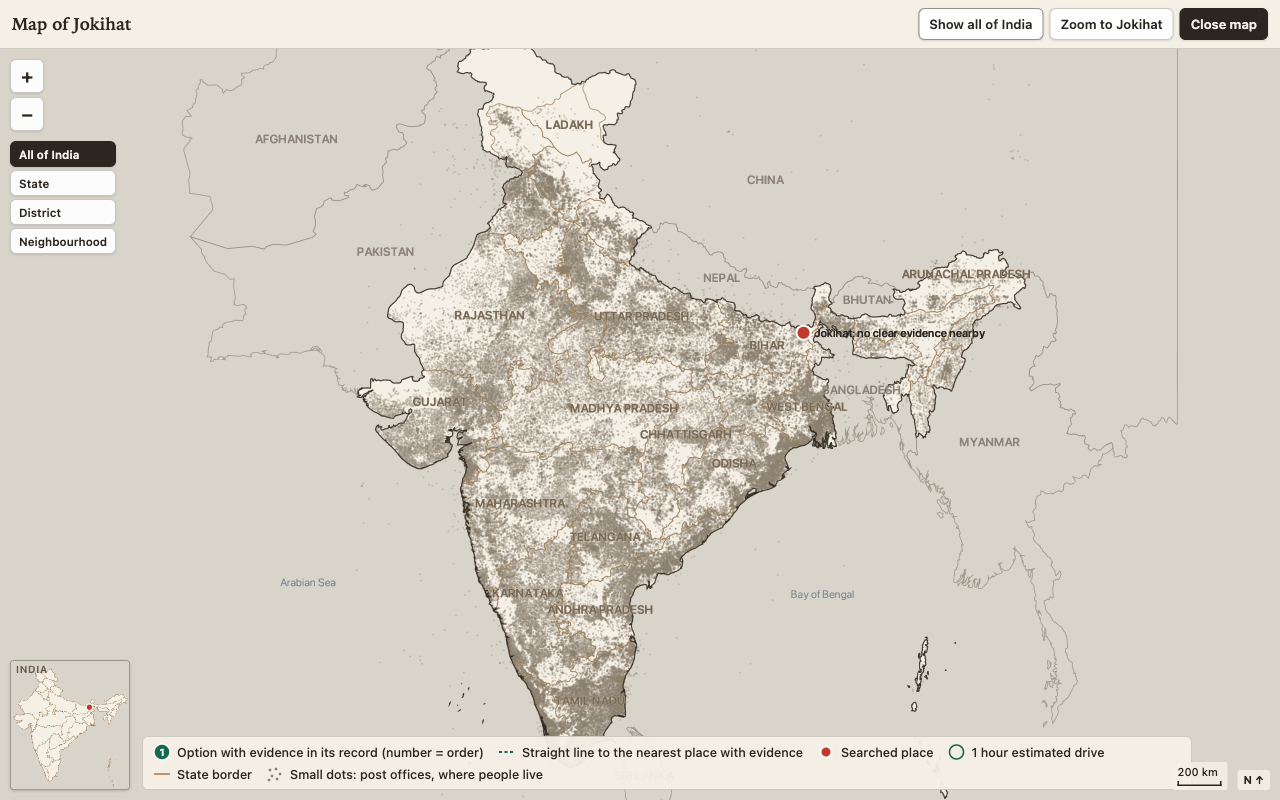 Map of Jokihat
Show all of India
Zoom to Jokihat
Close map
+
−
All of India
State
District
Neighbourhood
LADAKH
AFGHANISTAN
CHINA
PAKISTAN
NEPAL
ARUNACHAL PRADESH
BHUTAN
RAJASTHAN
UTTAR PRADESH
Jokihat: no clear evidence nearby
BIHAR
BANGLADESH
GUJARAT
MADHYA PRADESH
WEST BENGAL
CHHATTISGARH
MYANMAR
ODISHA
MAHARASHTRA
TELANGANA
Arabian Sea
KARNATAKA
Bay of Bengal
ANDHRA PRADESH
INDIA
TAMIL NADU
1 Option with evidence in its record (number = order)
Straight line to the nearest place with evidence
Searched place
1 hour estimated drive
State border
Small dots: post offices, where people live
SRI LANKA
200 km
N ↑